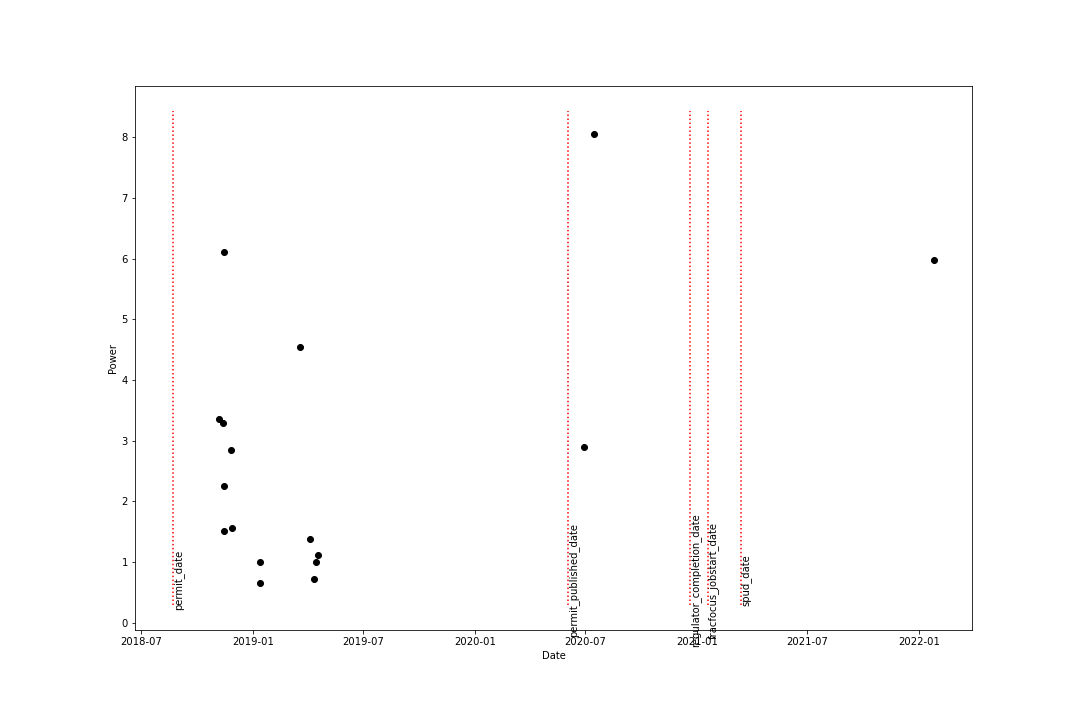 8
7
6
5
4
3
2
1
0
Power
permit_date
permit_published_date
regulator_completion_date
fracfocus_jobstart_date
spud_date
2018-07
2019-01
2019-07
2020-01
2020-07
2021-01
2021-07
2022-01
Date